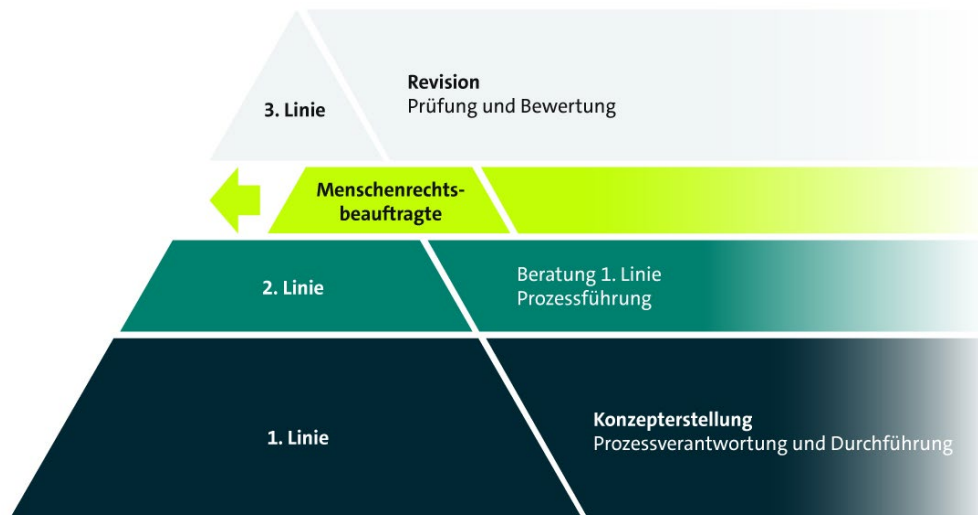 3. Linie
Revision
Prüfung und Bewertung
Menschenrechts-
beauftragte
2. Linie
Beratung 1. Linie
Prozessführung
1. Linie
Konzepterstellung
Prozessverantwortung und Durchführung